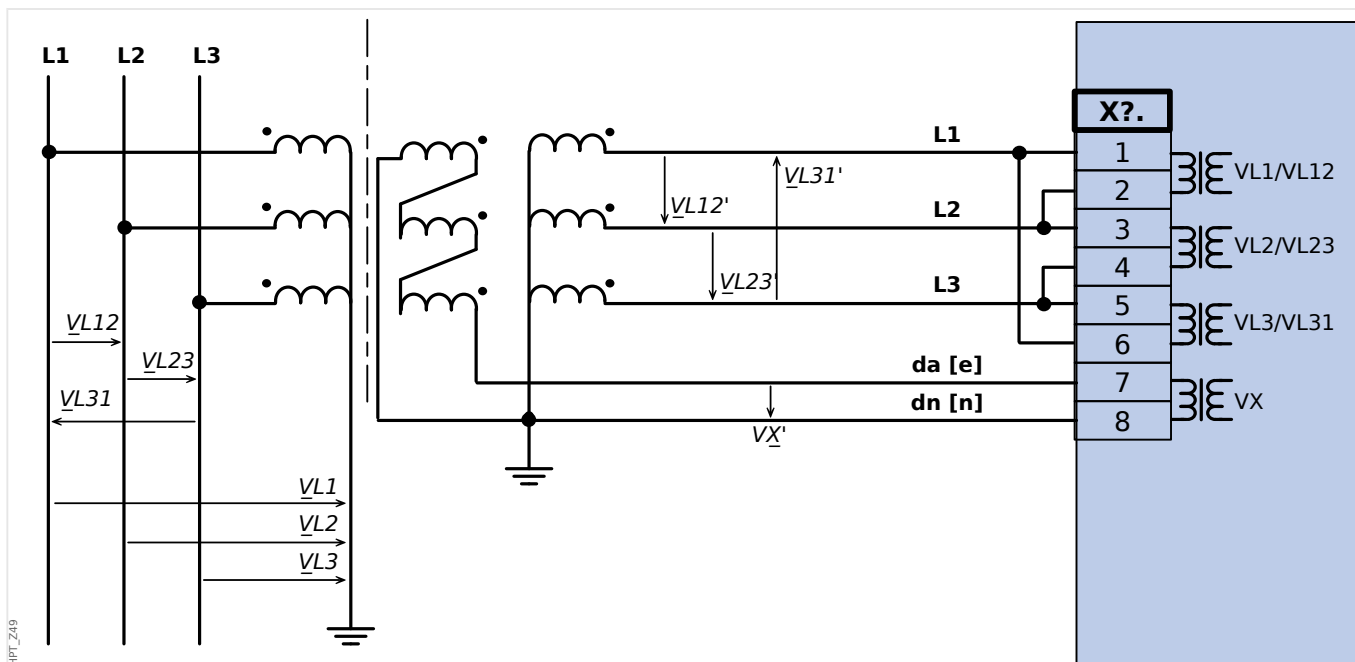 L1 L2 L3
X?.
L1
1
VL31'
VL1/VL12
2
VL12'
L2
3
VL2/VL23
4
VL23'
L3
5
VL12
VL3/VL31
6
VL23
da [e]
7
VL31
dn [n]
VX
8
VX'
VL1
VL2
VL3
HPT_Z49